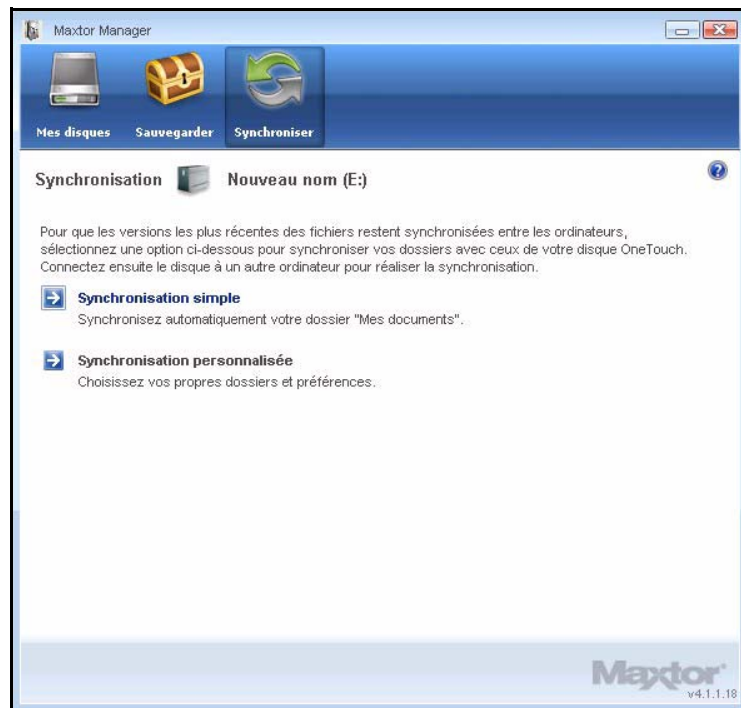 Maxtor Manager
Mes disques Sauvegarder Synchroniser
Synchronisation Nouveau nom (E:)
Pour que les versions les plus récentes des fichiers restent synchronisées entre les ordinateurs,
sélectionnez une option ci-dessous pour synchroniser vos dossiers avec ceux de votre disque OneTouch.
Connectez ensuite le disque à un autre ordinateur pour réaliser la synchronisation.
Synchronisation simple
Synchronisez automatiquement votre dossier "Mes documents".
Synchronisation personnalisée
Choisissez vos propres dossiers et préférences.
Maxtor
v4.1.1.18